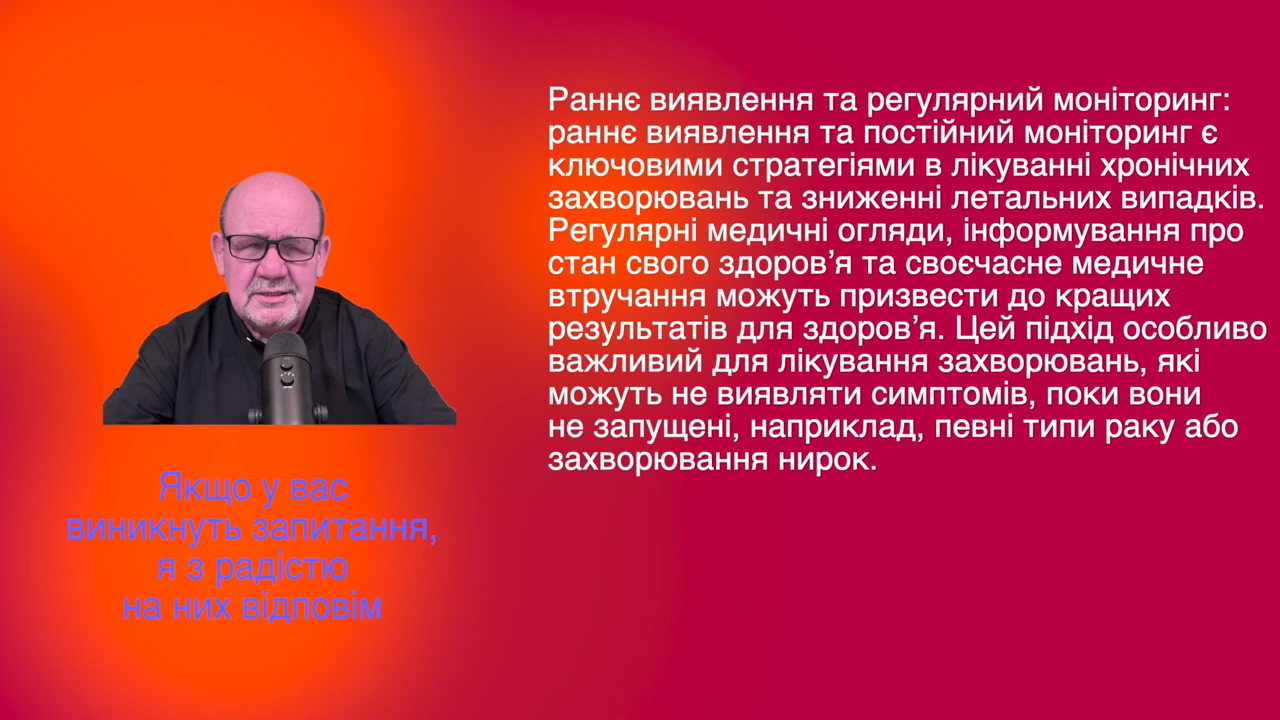 Раннє виявлення та регулярний моніторинг:
раннє виявлення та постійний моніторинг є
ключовими стратегіями в лікуванні хронічних
захворювань та зниженні летальних випадків.
Регулярні медичні огляди, інформування про
стан свого здоров’я та своєчасне медичне
втручання можуть призвести до кращих
результатів для здоров’я. Цей підхід особливо
важливий для лікування захворювань, які
можуть не виявляти симптомів, поки вони
не запущені, наприклад, певні типи раку або
захворювання нирок.
Якщо у вас
виникнуть запитання,
я з радістю
на них відповім